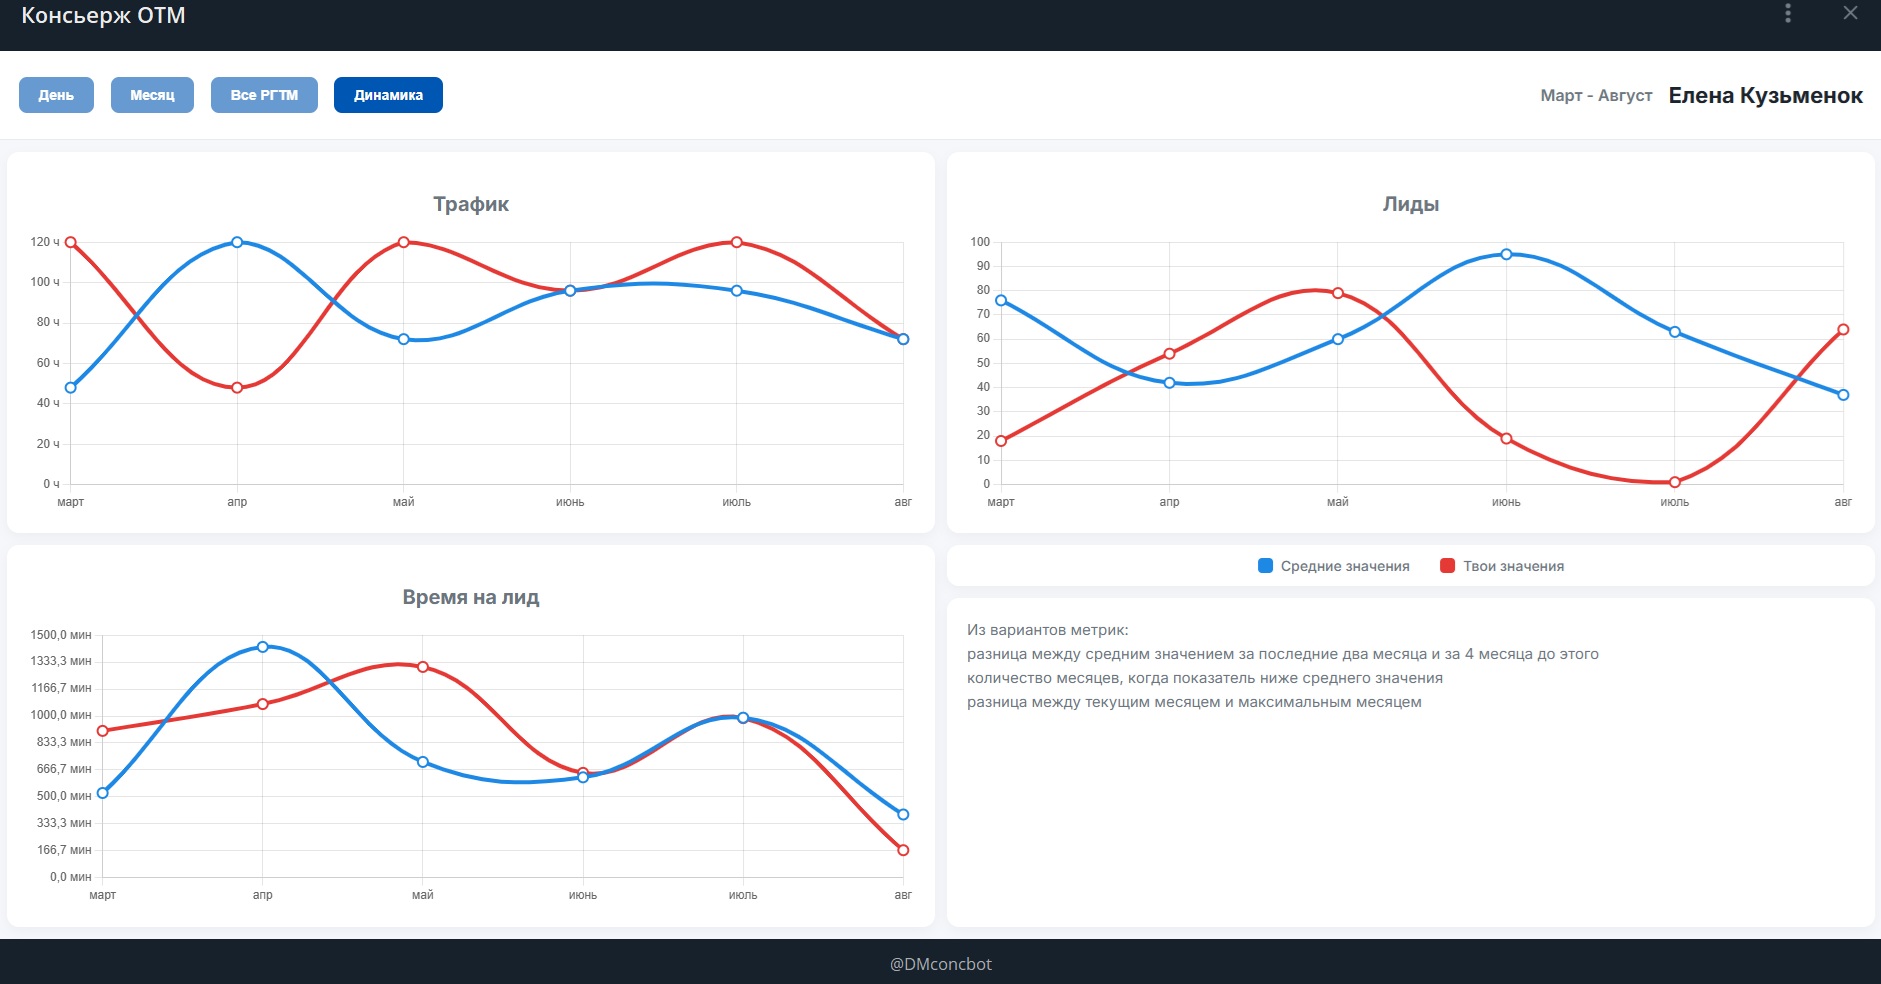 Консьерж ОТМ
День
Месяц
Все РГТМ
Динамика
Март - Август
Елена Кузьменок
Трафик
120 ч
100 ч
80 ч
60 ч
40 ч
20 ч
0 ч
март апр май июнь июль авг
Лиды
100
90
80
70
60
50
40
30
20
10
0
март апр май июнь июль авг
Время на лид
1500,0 мин
1333,3 мин
1166,7 мин
1000,0 мин
833,3 мин
666,7 мин
500,0 мин
333,3 мин
166,7 мин
0,0 мин
март апр май июнь июль авг
Средние значения
Твои значения
Из вариантов метрик:
разница между средним значением за последние два месяца и за 4 месяца до этого
количество месяцев, когда показатель ниже среднего значения
разница между текущим месяцем и максимальным месяцем
@DMconcbot